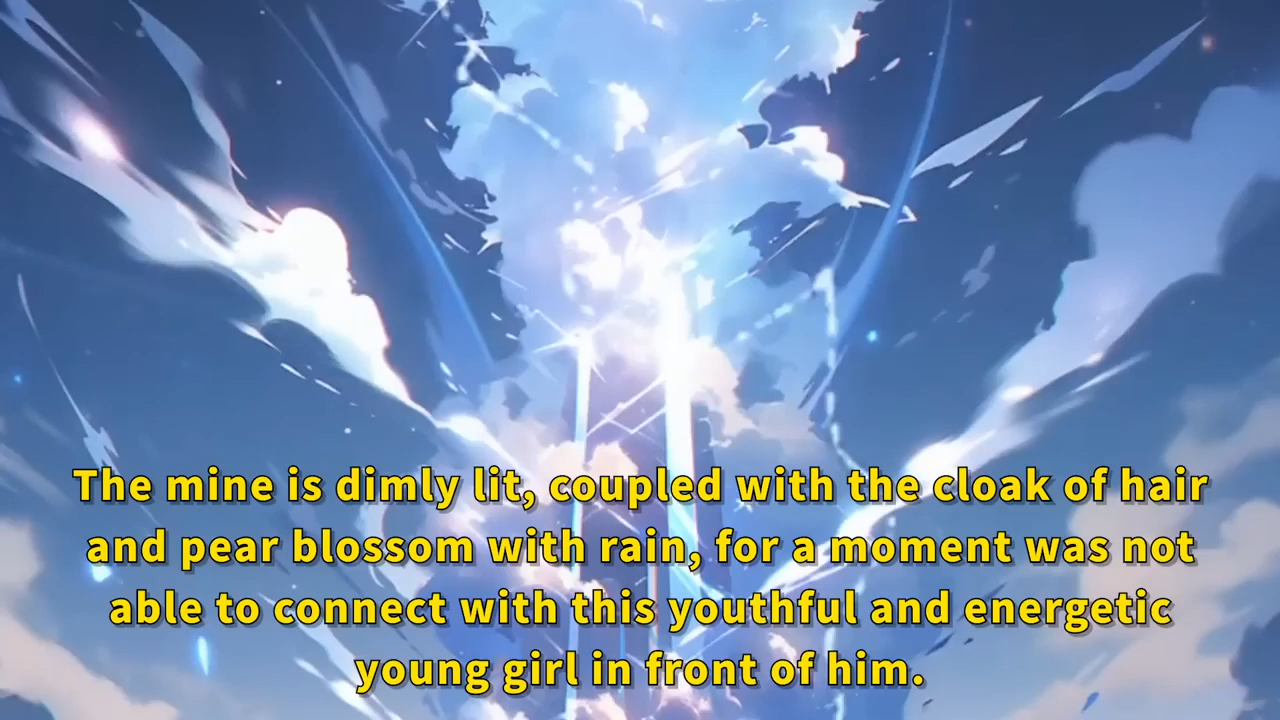 The mine is dimly lit, coupled with the cloak of hair
and pear blossom with rain, for a moment was not
able to connect with this youthful and energetic
young girl in front of him.